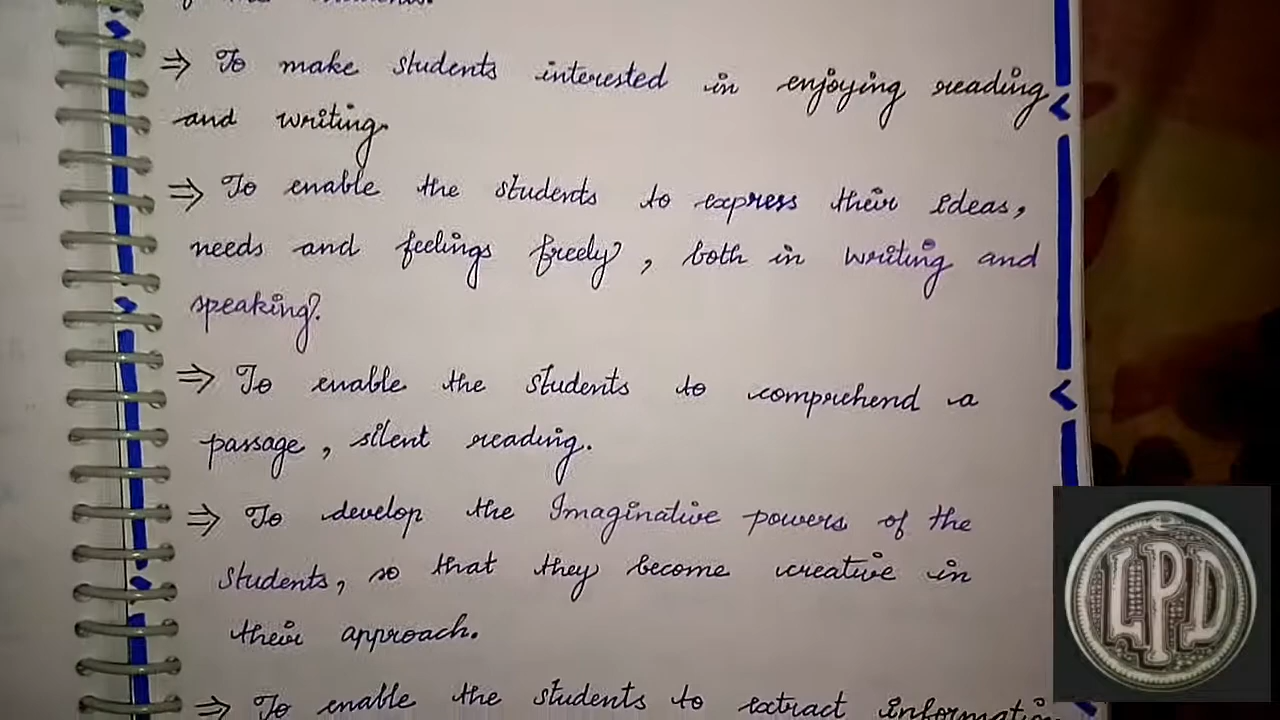 ⇒ To make students interested in enjoying reading
and writing.
⇒ To enable the students to express their ideas,
needs and feelings freely, both in writing and
speaking.
⇒ To enable the students to comprehend a
passage, silent reading.
⇒ To develop the Imaginative powers of the
students, so that they become creative in
their approach.
⇒ To enable the students to extract information
LPD